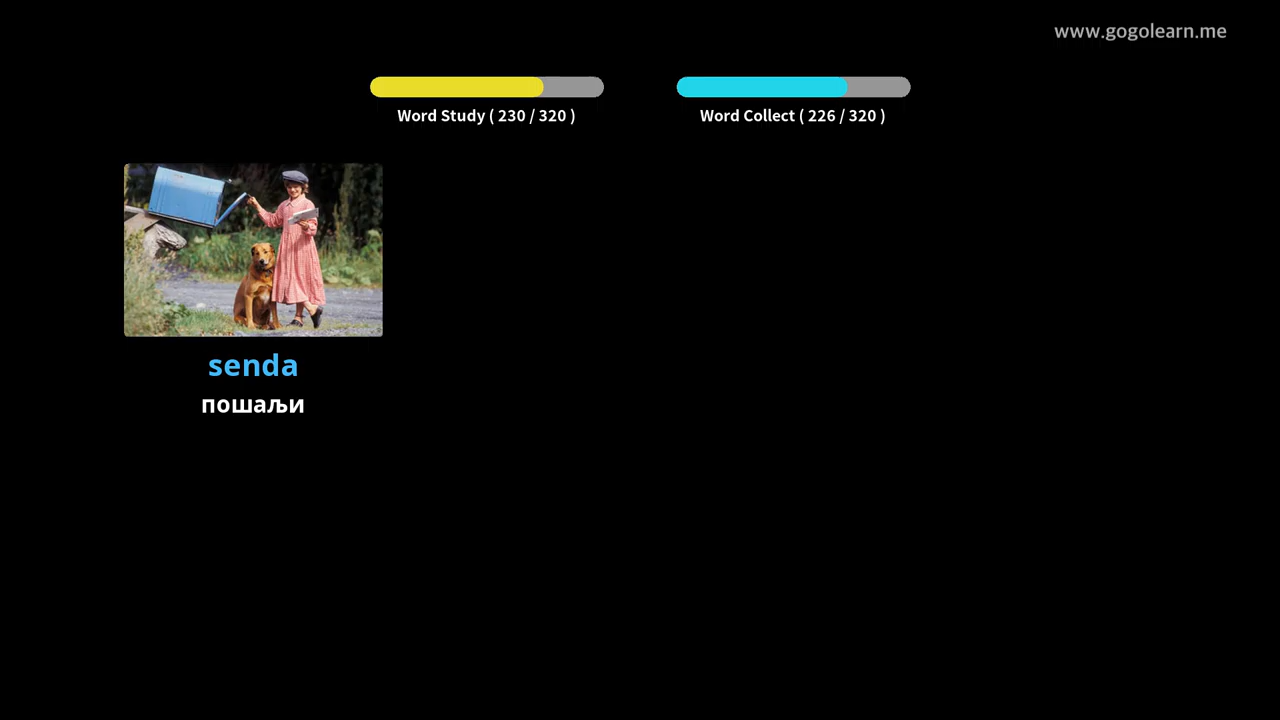 www.gogolearn.me
Word Study ( 230 / 320 )
Word Collect ( 226 / 320 )
senda
пошаљи